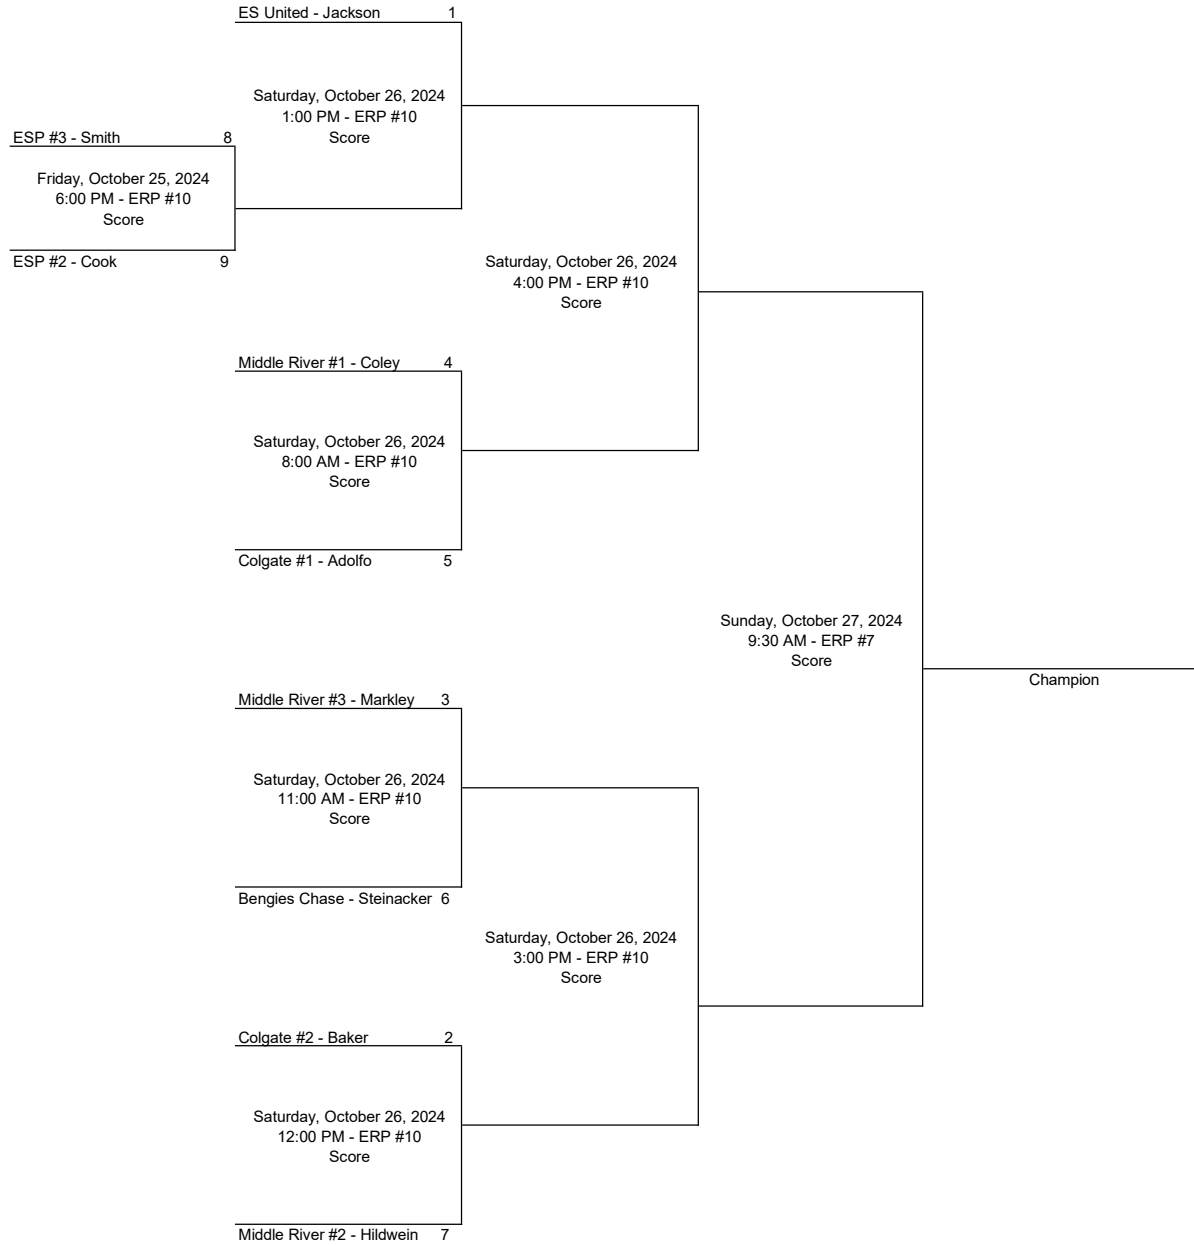 ES United - Jackson 1
Saturday, October 26, 2024
1:00 PM - ERP #10
Score
ESP #3 - Smith 8
Friday, October 25, 2024
6:00 PM - ERP #10
Score
ESP #2 - Cook 9
Saturday, October 26, 2024
4:00 PM - ERP #10
Score
Middle River #1 - Coley 4
Saturday, October 26, 2024
8:00 AM - ERP #10
Score
Colgate #1 - Adolfo 5
Sunday, October 27, 2024
9:30 AM - ERP #7
Score
Champion
Middle River #3 - Markley 3
Saturday, October 26, 2024
11:00 AM - ERP #10
Score
Bengies Chase - Steinacker 6
Saturday, October 26, 2024
3:00 PM - ERP #10
Score
Colgate #2 - Baker 2
Saturday, October 26, 2024
12:00 PM - ERP #10
Score
Middle River #2 - Hildwein 7